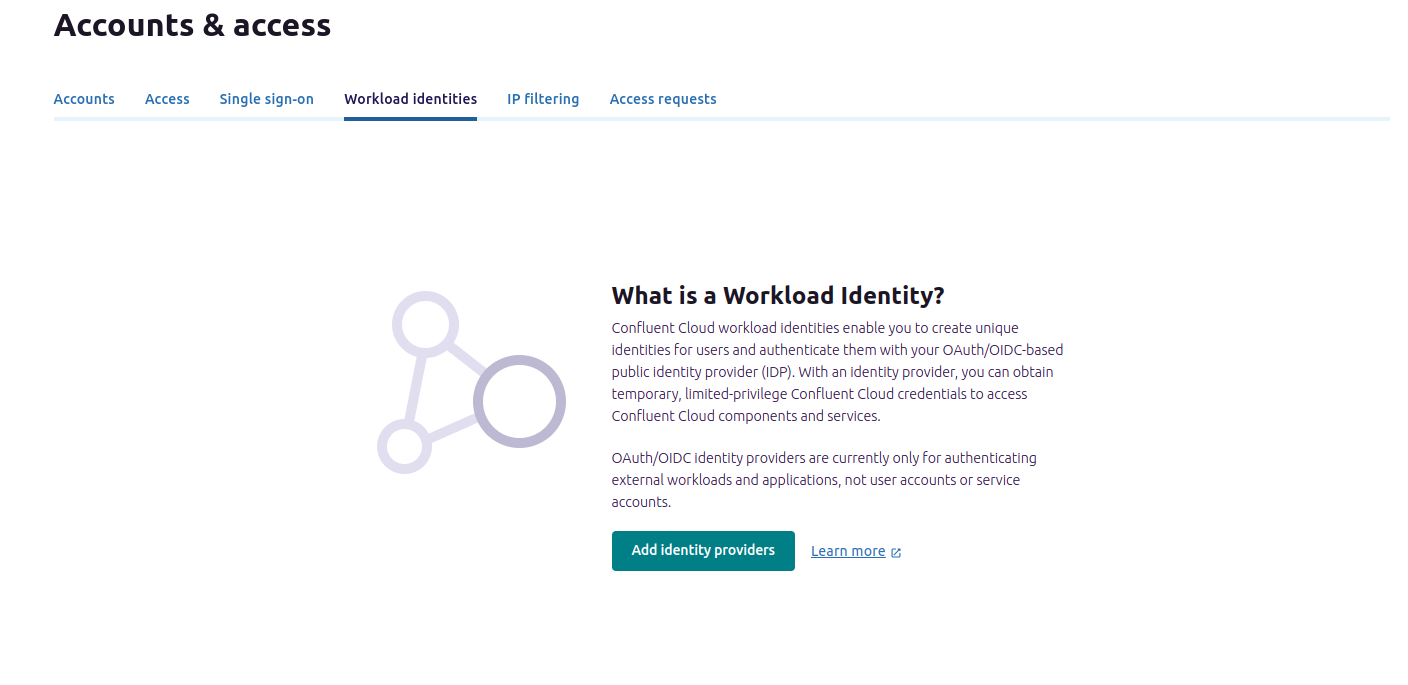 Accounts & access
Accounts
Access
Single sign-on
Workload identities
IP filtering
Access requests
What is a Workload Identity?
Confluent Cloud workload identities enable you to create unique
identities for users and authenticate them with your OAuth/OIDC-based
public identity provider (IDP). With an identity provider, you can obtain
temporary, limited-privilege Confluent Cloud credentials to access
Confluent Cloud components and services.
OAuth/OIDC identity providers are currently only for authenticating
external workloads and applications, not user accounts or service
accounts.
Add identity providers
Learn more